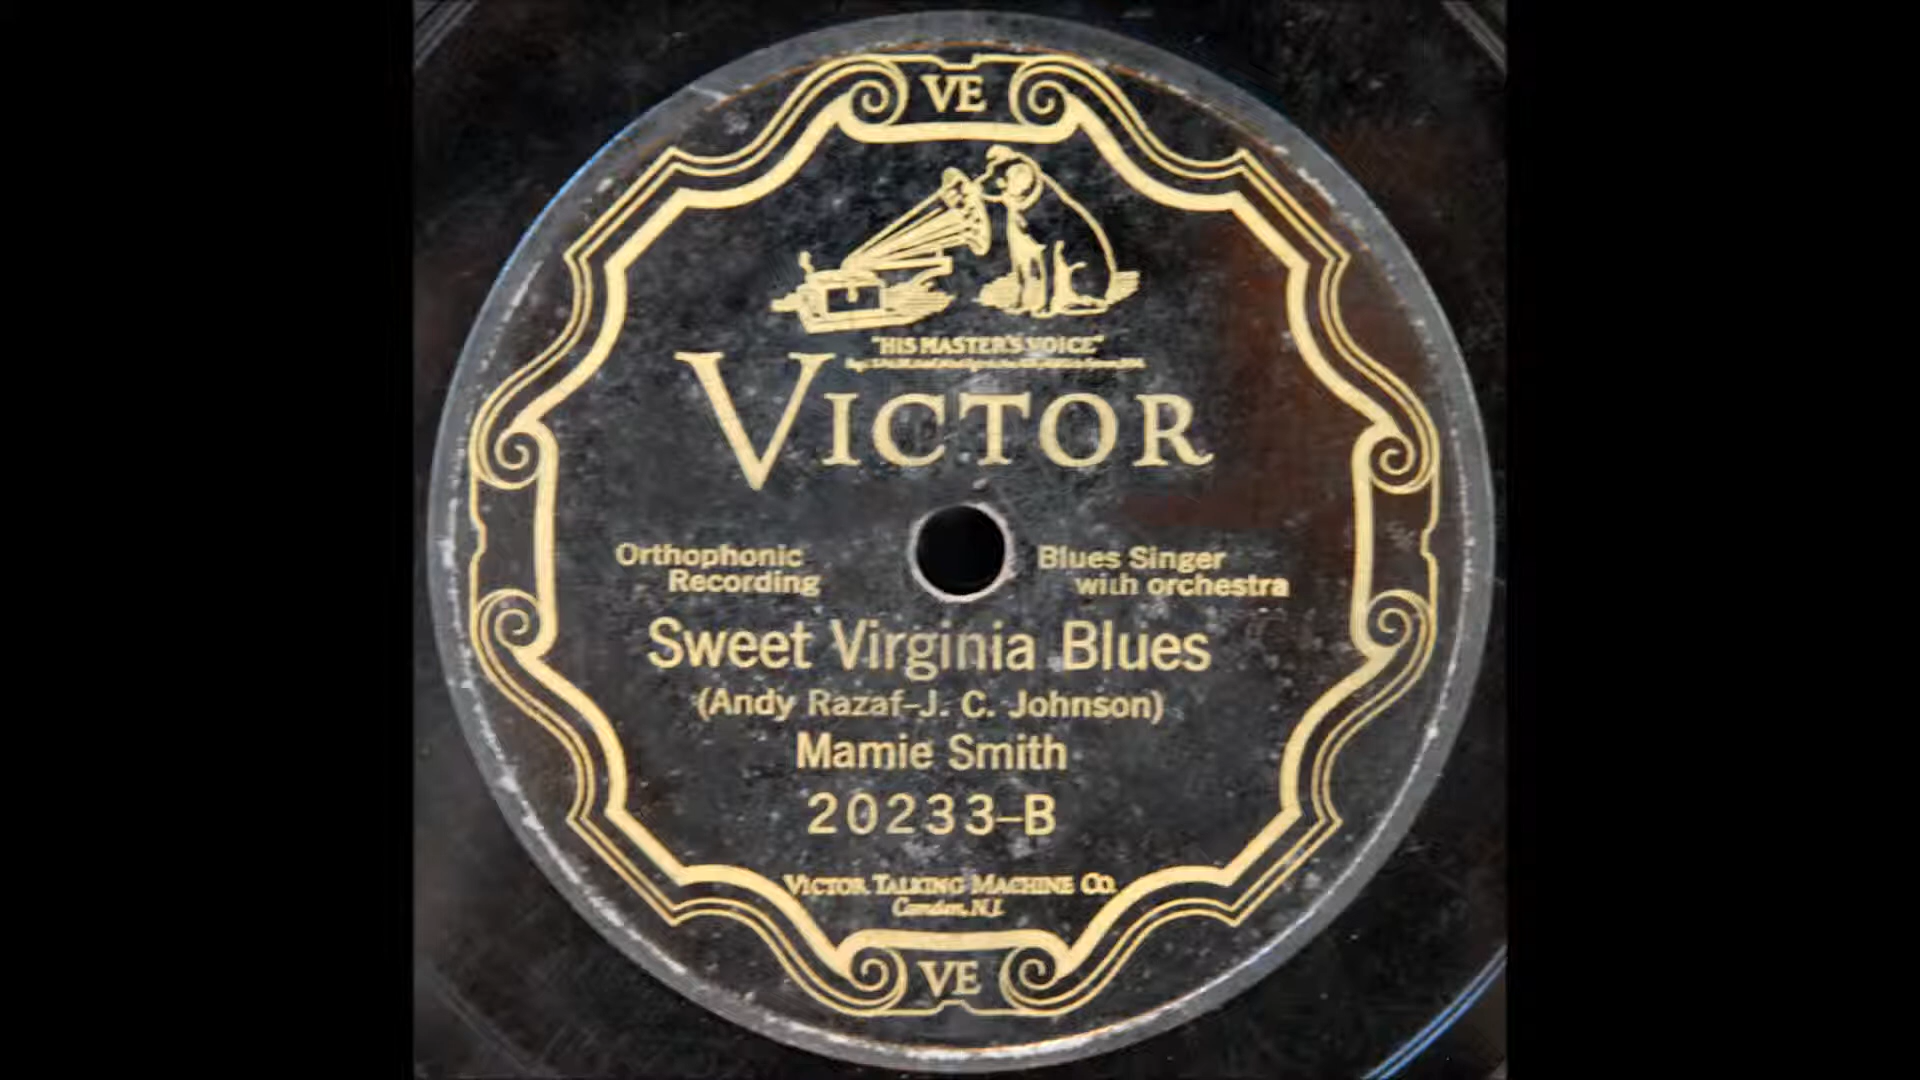 VE
"HIS MASTER'S VOICE"
VICTOR
Orthophonic
Recording
Blues Singer
with orchestra
Sweet Virginia Blues
(Andy Razaf-J. C. Johnson)
Mamie Smith
20233-B
VICTOR TALKING MACHINE CO.
Camden, N.J.
VE